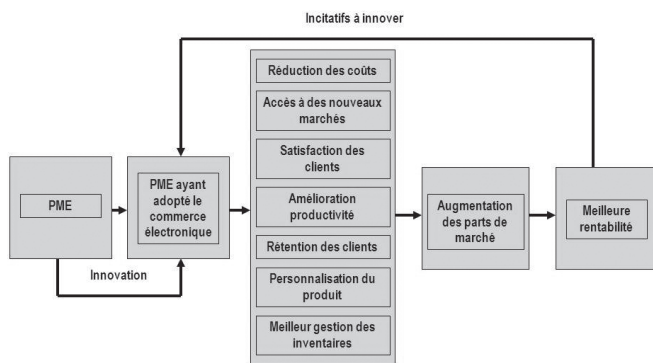 Incitatifs à innover
Réduction des coûts
Accès à des nouveaux
marchés
Satisfaction des
clients
PME
PME ayant
adopté le
commerce
électronique
Amélioration
productivité
Augmentation
des parts de
marché
Meilleure
rentabilité
Rétention des clients
Innovation
Personnalisation du
produit
Meilleur gestion des
inventaires